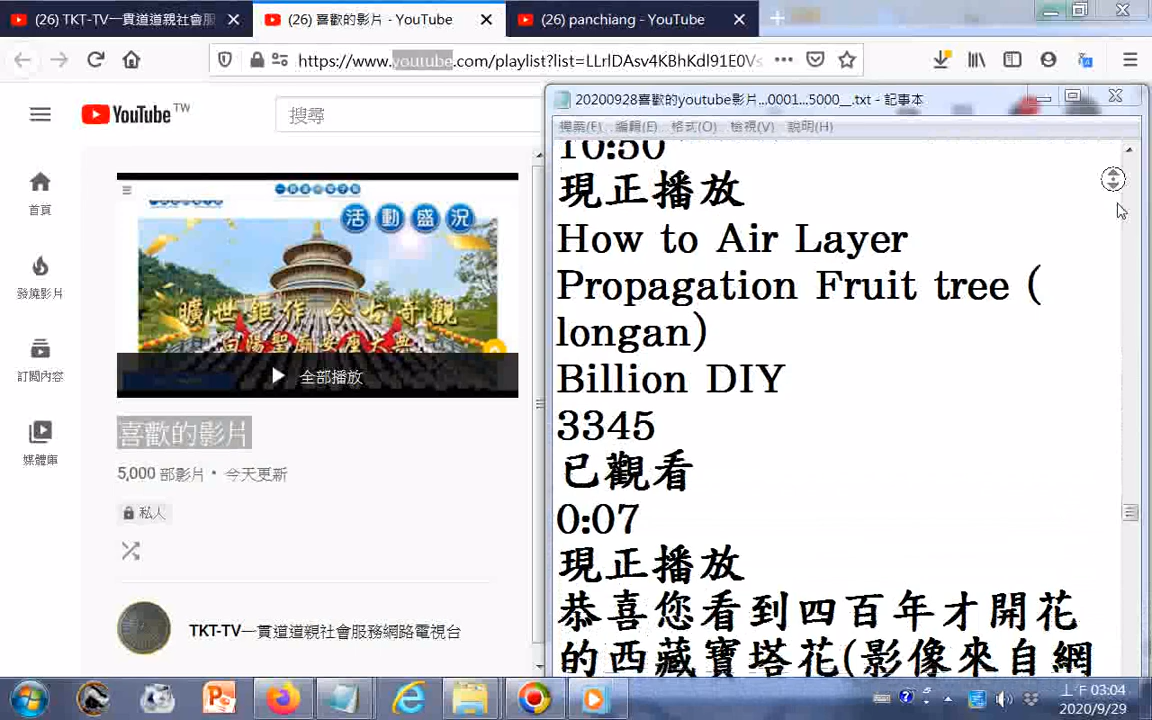 (26) TKT-TV一貫道道親社會服
(26) 喜歡的影片 - YouTube
(26) panchiang - YouTube
https://www.youtube.com/playlist?list=LLrlDAsv4KBhKdl91E0Vs
YouTube TW
搜尋
首頁
發燒影片
訂閱內容
媒體庫
活動盛況
曠世鉅作 今古奇觀
全部播放
喜歡的影片
5,000 部影片・今天更新
私人
TKT-TV一貫道道親社會服務網路電視台
20200928喜歡的youtube影片...0001...5000__.txt - 記事本
檔案(F) 編輯(E) 格式(O) 檢視(V) 說明(H)
10:50
現正播放
How to Air Layer
Propagation Fruit tree (
longan)
Billion DIY
3345
已觀看
0:07
現正播放
恭喜您看到四百年才開花
的西藏寶塔花(影像來自網
上午 03:04
2020/9/29